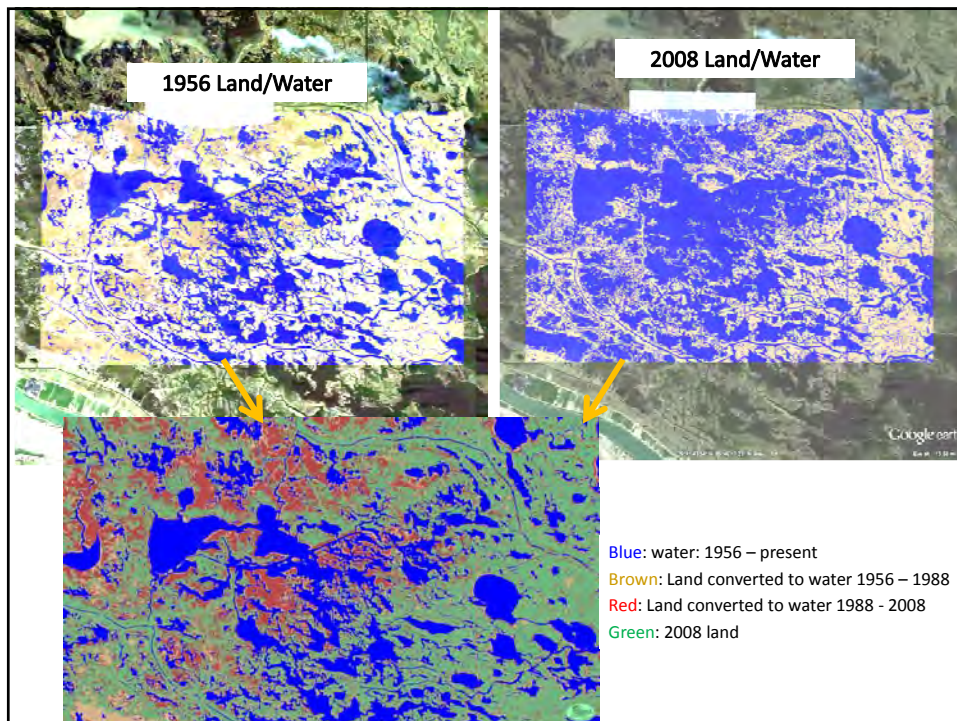 1956 Land/Water
2008 Land/Water
Google eart
Blue: water: 1956 – present
Brown: Land converted to water 1956 – 1988
Red: Land converted to water 1988 - 2008
Green: 2008 land